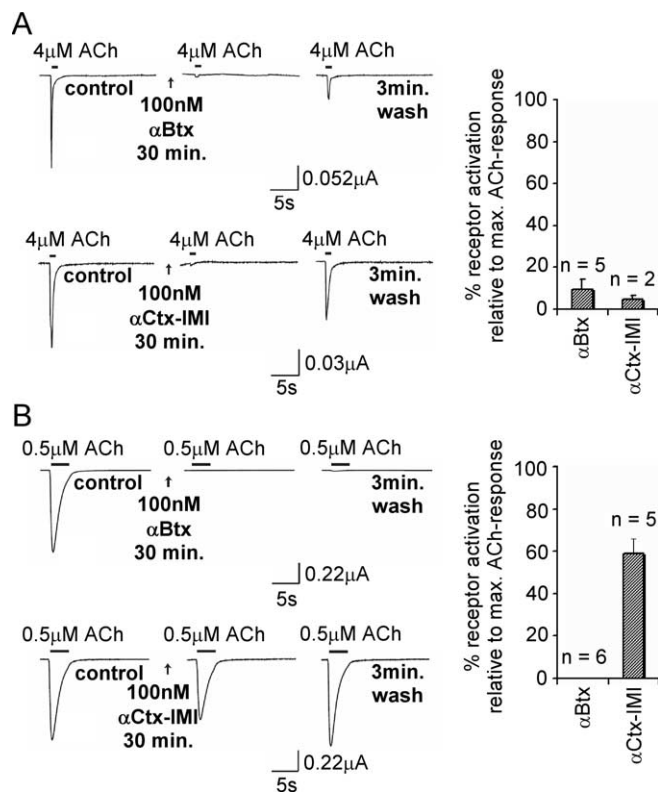 A
4µM ACh 4µM ACh 4µM ACh
control
100nM
αBtx
30 min.
3min.
wash
0.052µA
5s
4µM ACh 4µM ACh 4µM ACh
control
100nM
αCtx-IMI
30 min.
3min.
wash
0.03µA
5s
% receptor activation
relative to max. ACh-response
100
80
60
40
20
0
n = 5
n = 2
αBtx
αCtx-IMI
B
0.5µM ACh 0.5µM ACh 0.5µM ACh
control
100nM
αBtx
30 min.
3min.
wash
0.22µA
5s
0.5µM ACh 0.5µM ACh 0.5µM ACh
control
100nM
αCtx-IMI
30 min.
3min.
wash
0.22µA
5s
% receptor activation
relative to max. ACh-response
100
80
60
40
20
0
n = 6
n = 5
αBtx
αCtx-IMI